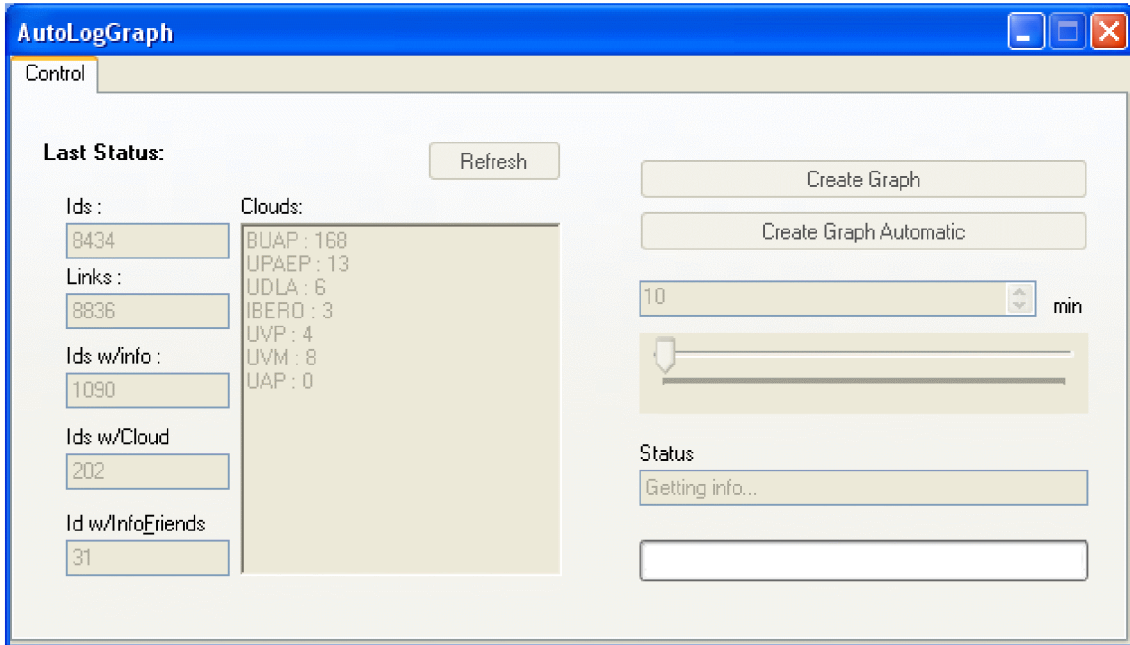 AutoLogGraph
Control
Last Status:
Refresh
Ids :
8434
Links :
8836
Ids w/info :
1090
Ids w/Cloud
202
Id w/InfoFriends
31
Clouds:
BUAP : 168
UPAEP : 13
UDLA : 6
IBERO : 3
UVP : 4
UVM : 8
UAP : 0
Create Graph
Create Graph Automatic
10
min
Status
Getting info...